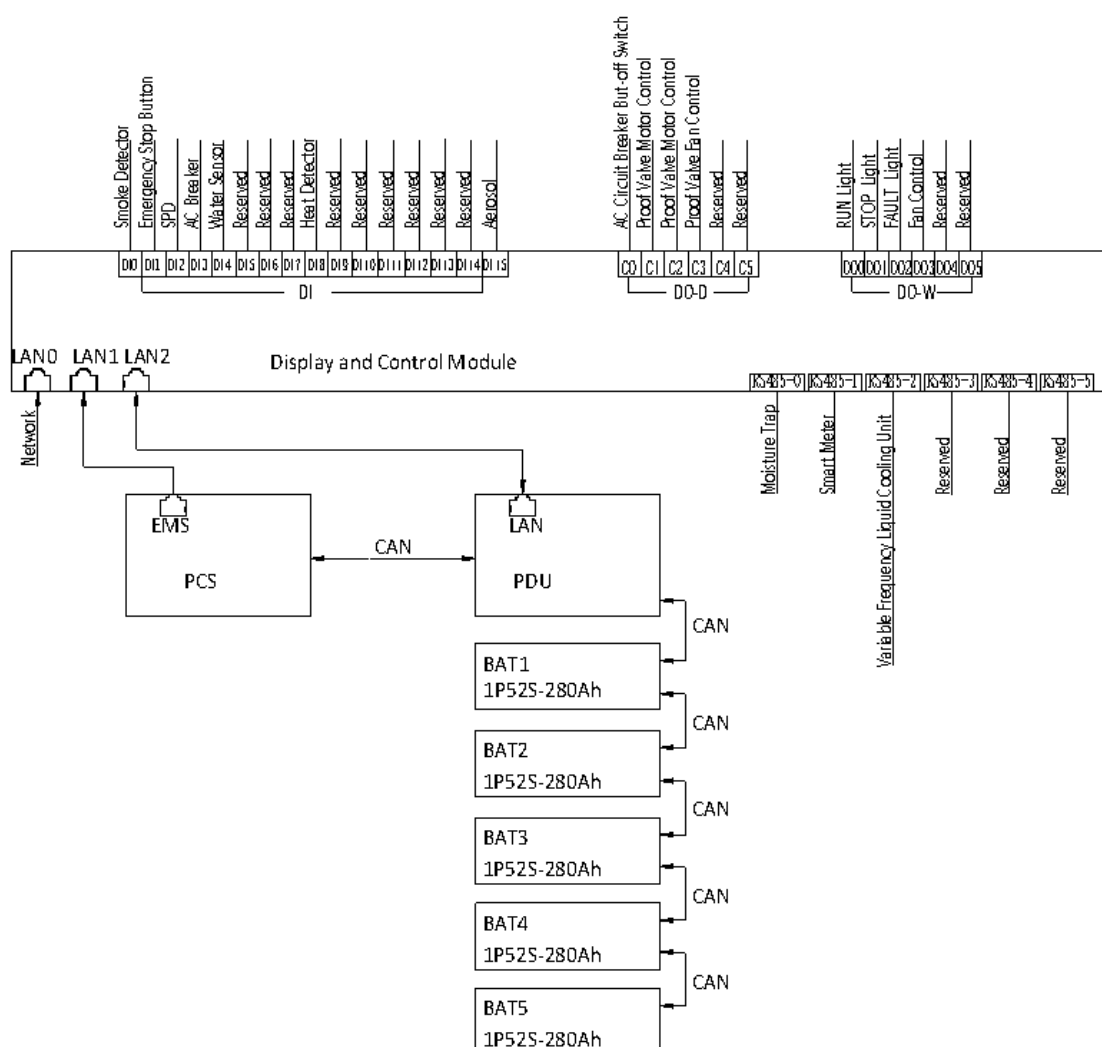 Smoke Detector
Emergency Stop Button
SPD
AC Breaker
Water Sensor
Reserved
Reserved
Reserved
Heat Detector
Reserved
Reserved
Reserved
Reserved
Reserved
Reserved
Aerosol
AC Circuit Breaker But-off Switch
Proof Valve Motor Control
Proof Valve Motor Control
Proof Valve Fan Control
Reserved
Reserved
RUN Light
STOP Light
FAULT Light
Fan Control
Reserved
Reserved
DI0 DI1 DI2 DI3 DI4 DI5 DI6 DI7 DI8 DI9 DI10 DI11 DI12 DI13 DI14 DI15
C0 C1 C2 C3 C4 C5
DO0 DO1 DO2 DO3 DO4 DO5
DI
DO-D
DO-W
LAN0 LAN1 LAN2
Display and Control Module
RS485-0 RS485-1 RS485-2 RS485-3 RS485-4 RS485-5
Network
Moisture Trap
Smart Meter
Variable Frequency Liquid Cooling Unit
Reserved
Reserved
Reserved
EMS
PCS
CAN
LAN
PDU
CAN
BAT1
1P52S-280Ah
CAN
BAT2
1P52S-280Ah
CAN
BAT3
1P52S-280Ah
CAN
BAT4
1P52S-280Ah
CAN
BAT5
1P52S-280Ah